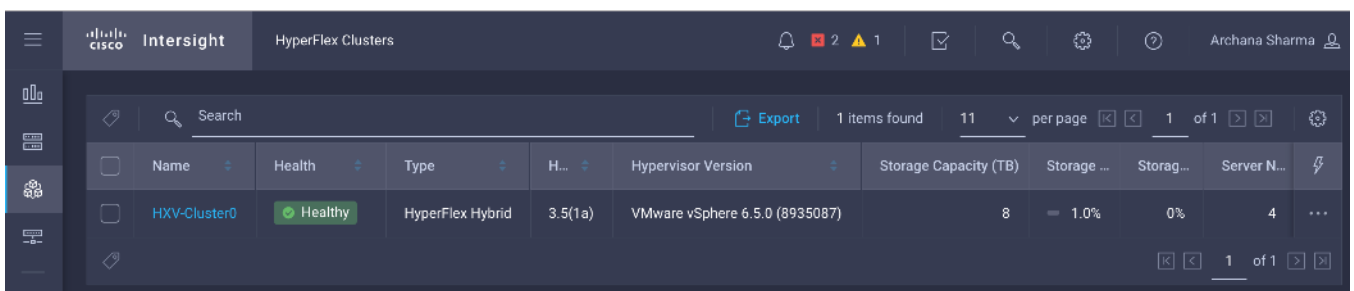 cisco Intersight HyperFlex Clusters 2 1 Archana Sharma
Search Export 1 items found 11 per page 1 of 1
Name Health Type H... Hypervisor Version Storage Capacity (TB) Storage ... Storag... Server N...
HXV-Cluster0 Healthy HyperFlex Hybrid 3.5(1a) VMware vSphere 6.5.0 (8935087) 8 1.0% 0% 4
1 of 1